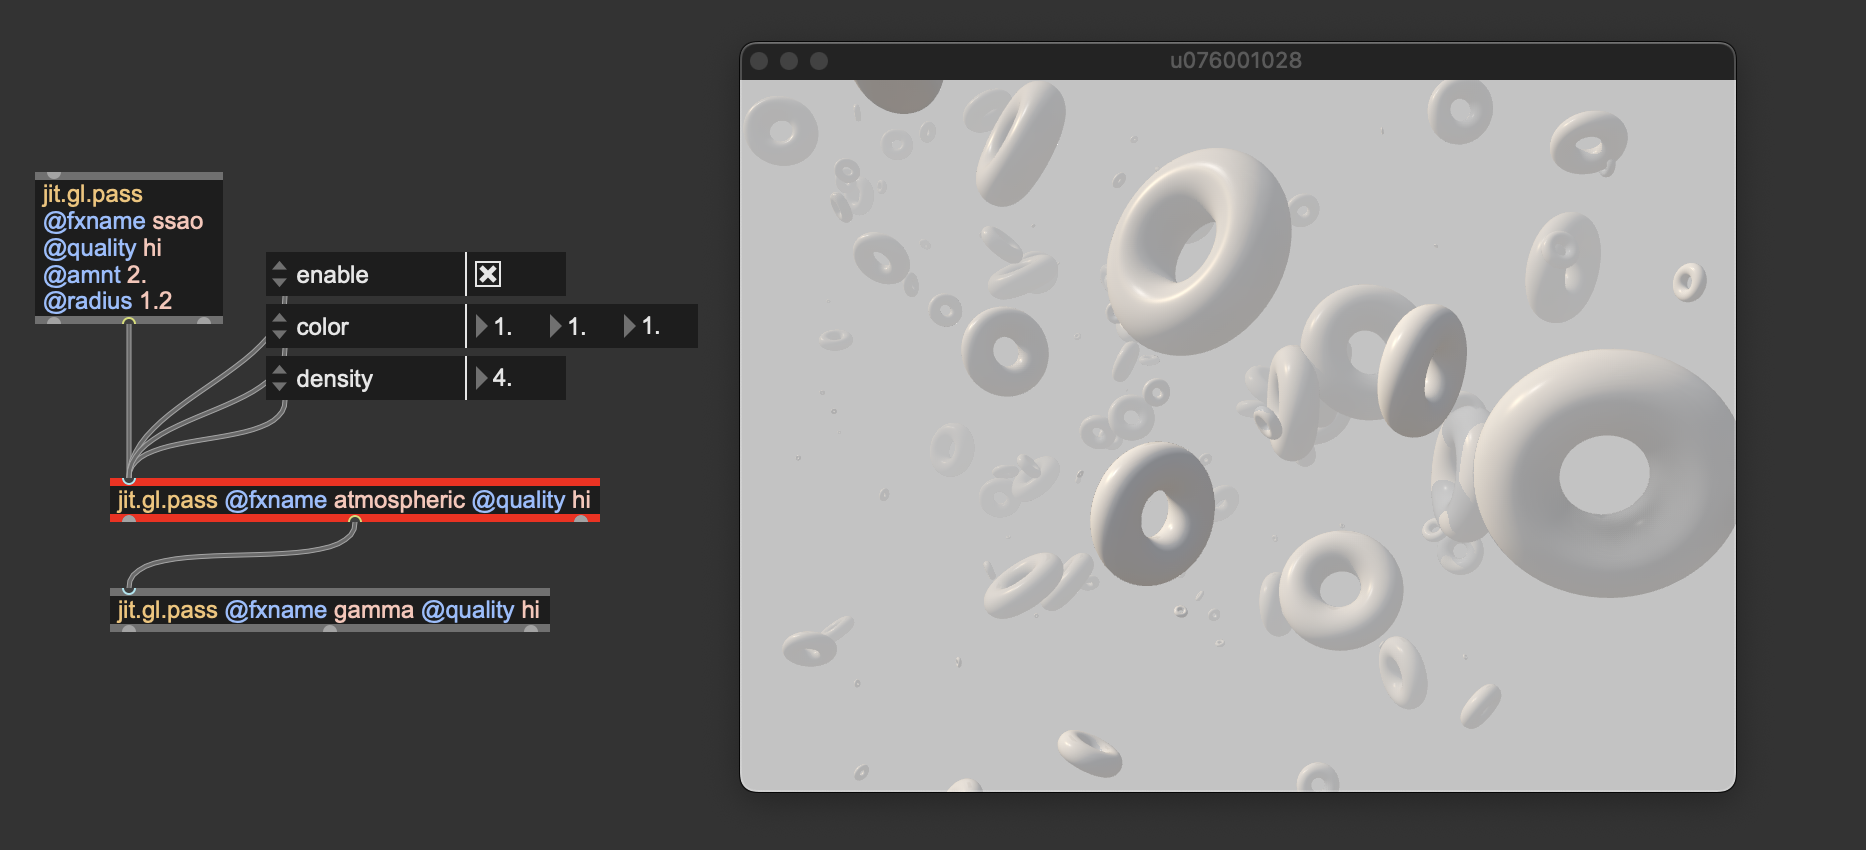 jit.gl.pass
@fxname ssao
@quality hi
@amnt 2.
@radius 1.2
enable
color 1. 1. 1.
density 4.
jit.gl.pass @fxname atmospheric @quality hi
jit.gl.pass @fxname gamma @quality hi
u076001028